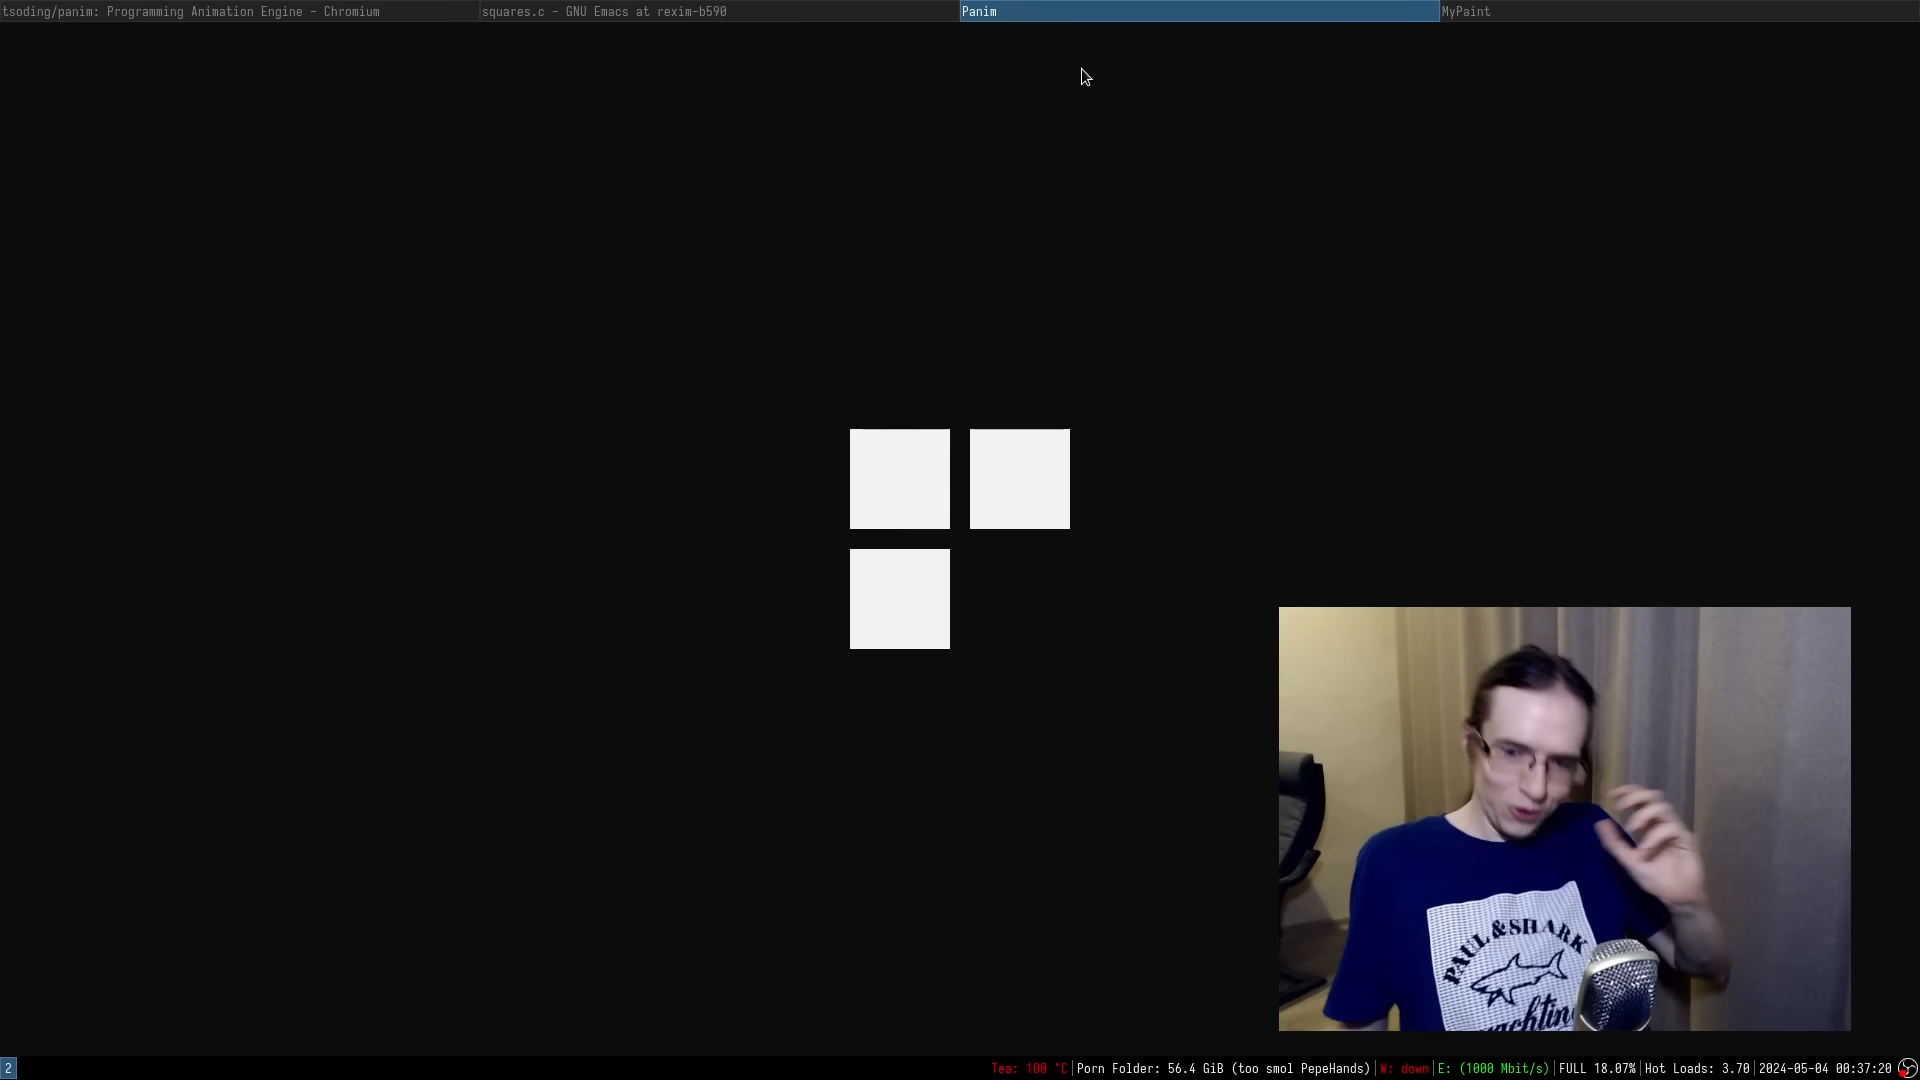 tsoding/panim: Programming Animation Engine - Chromium
squares.c - GNU Emacs at rexim-b590
Panim
MyPaint
PAUL & SHARK
2
Tea: 100 °C
Porn Folder: 56.4 GiB (too smol PepeHands)
W: down
E: (1000 Mbit/s)
FULL 18.07%
Hot Loads: 3.70
2024-05-04 00:37:20